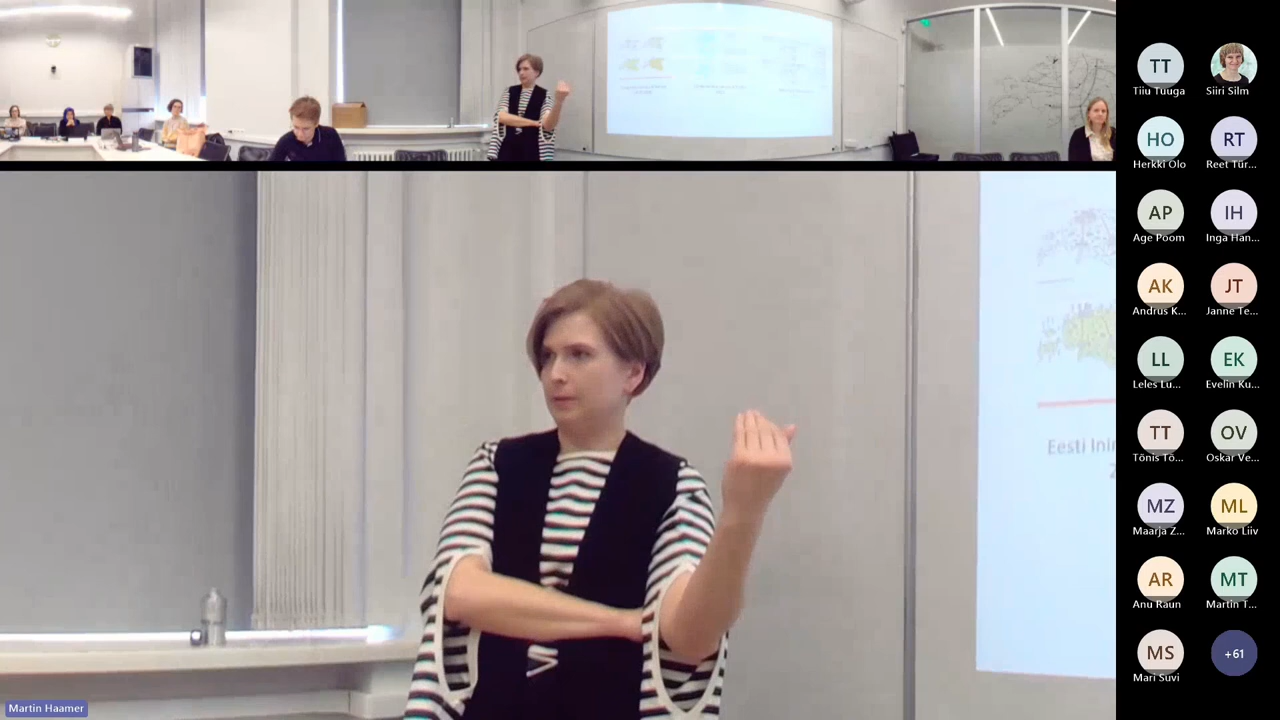 TT
Tiiu Tuuga
Siiri Silm
HO
Herkki Olo
RT
Reet Tür...
AP
Age Poom
IH
Inga Han...
AK
Andrus K...
JT
Janne Te...
LL
Leles Lu...
EK
Evelin Ku...
TT
Tõnis Tõ...
OV
Oskar Ve...
MZ
Maarja Z...
ML
Marko Liiv
AR
Anu Raun
MT
Martin T...
MS
Mari Suvi
+61
Eesti
Martin Haamer